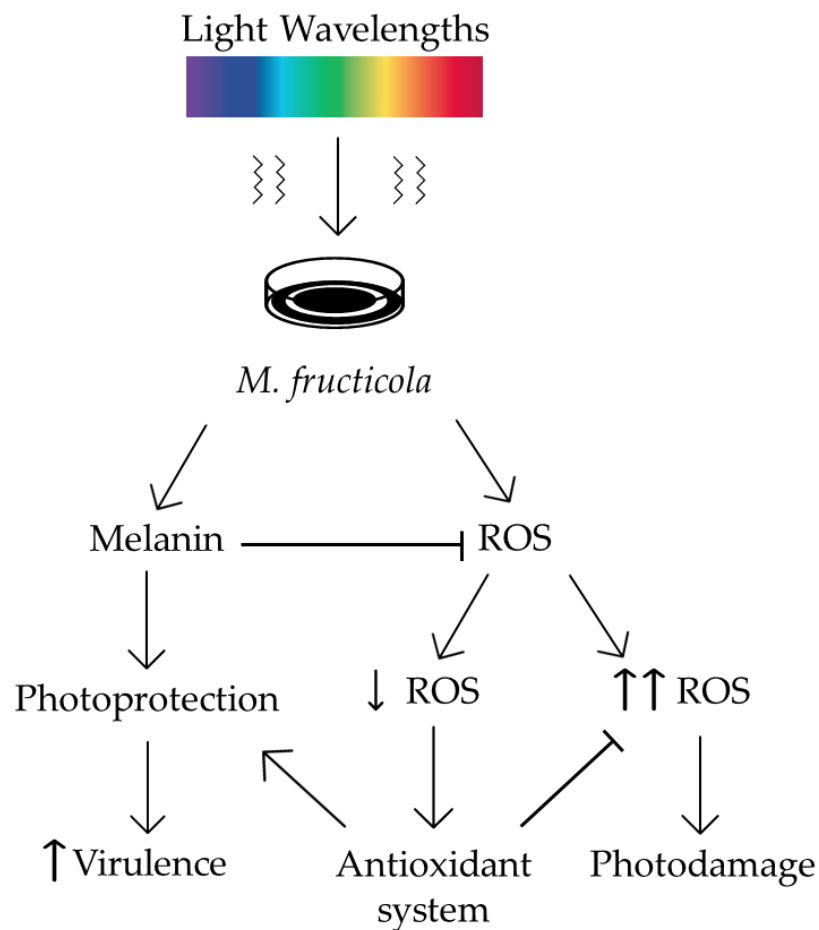 Light Wavelengths
M. fructicola
Melanin
ROS
Photoprotection
↓ ROS
↑↑ ROS
↑Virulence
Antioxidant
system
Photodamage